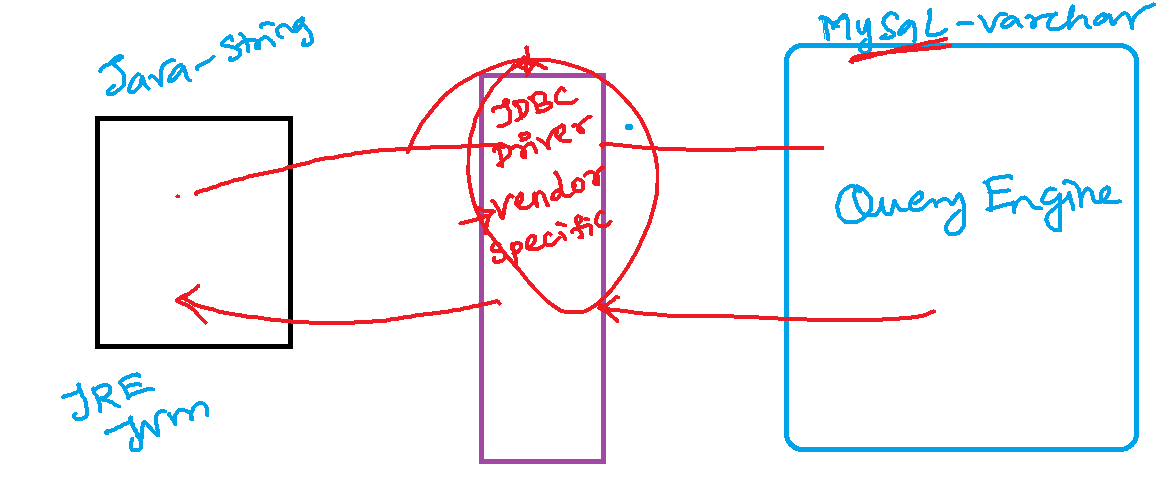 Java-String
MySQL-varchar
JDBC
Driver
vendor
specific
Query Engine
JRE
Jvm